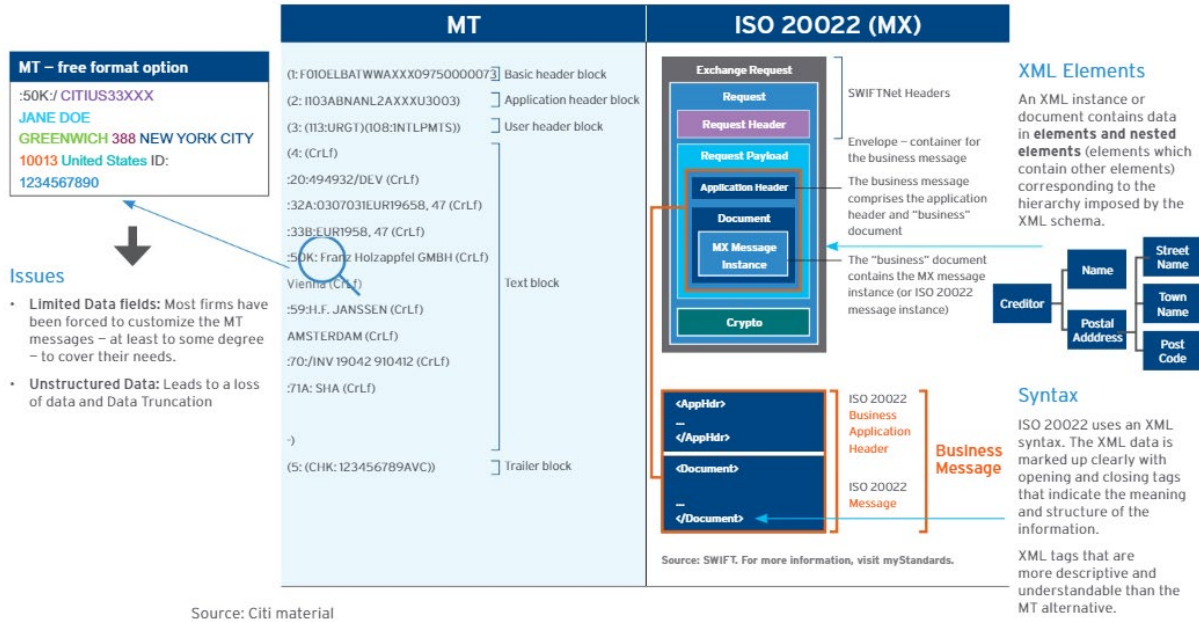 MT
ISO 20022 (MX)
MT – free format option
:50K:/ CITIUS33XXX
JANE DOE
GREENWICH 388 NEW YORK CITY
10013 United States ID:
1234567890
Issues
• Limited Data fields: Most firms have
been forced to customize the MT
messages – at least to some degree
– to cover their needs.
• Unstructured Data: Leads to a loss
of data and Data Truncation
(1: F01OELBATWWAXXX0975000073 Basic header block
(2: I103ABNANL2AXXXU3003) Application header block
(3: (113:URGT)(108:1NTLPMTS)) User header block
(4: (CrLf)
:20:494932/DEV (CrLf)
:32A:0307031EUR19658, 47 (CrLf)
:33B:EUR1958, 47 (CrLf)
:50K: Franz Holzappfel GMBH (CrLf)
Vienna (CrLf)
Text block
:59:H.F. JANSSEN (CrLf)
AMSTERDAM (CrLf)
:70:/INV 19042 910412 (CrLf)
:71A: SHA (CrLf)
-)
(5: (CHK: 123456789AVC)) Trailer block
Exchange Request
Request
Request Header
Request Payload
Application Header
Document
MX Message
Instance
Crypto
SWIFTNet Headers
Envelope – container for
the business message
The business message
comprises the application
header and “business”
document
The “business” document
contains the MX message
instance (or ISO 20022
message instance)
<AppHdr>
…
</AppHdr>
<Document>
…
</Document>
ISO 20022
Business
Application
Header
ISO 20022
Message
Business
Message
Source: SWIFT. For more information, visit myStandards.
XML Elements
An XML instance or
document contains data
in elements and nested
elements (elements which
contain other elements)
corresponding to the
hierarchy imposed by the
XML schema.
Creditor
Name
Postal
Adddress
Street
Name
Town
Name
Post
Code
Syntax
ISO 20022 uses an XML
syntax. The XML data is
marked up clearly with
opening and closing tags
that indicate the meaning
and structure of the
information.
XML tags that are
more descriptive and
understandable than the
MT alternative.
Source: Citi material